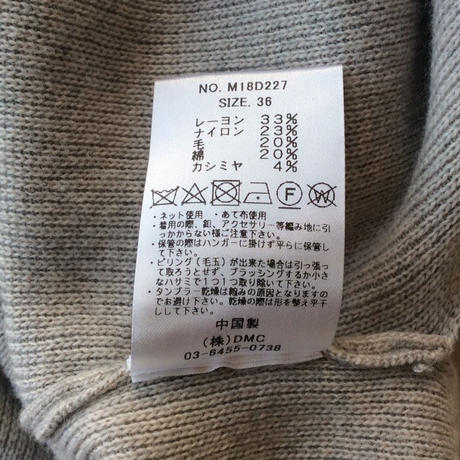 NO. M18D227
SIZE. 36
レーヨン 33%
ナイロン 23%
毛 20%
綿 20%
カシミヤ 4%
F W
・ネット使用 ・あて布使用
・着用の際、釦、アクセサリー等編み地に引
っかからない様ご注意下さい。
・保管の際はハンガーに掛けず平らに保管し
て下さい。
・ピリング(毛玉)が出来た場合は引っ張っ
て取ろうとせず、ブラッシングするか小さ
なハサミで1つ1つ取り除いて下さい。
・タンブラー乾燥は縮みの原因となりますの
でお避け下さい。乾燥の際は形を整え平干
しして下さい。
中国製
(株)DMC
03-6455-0738